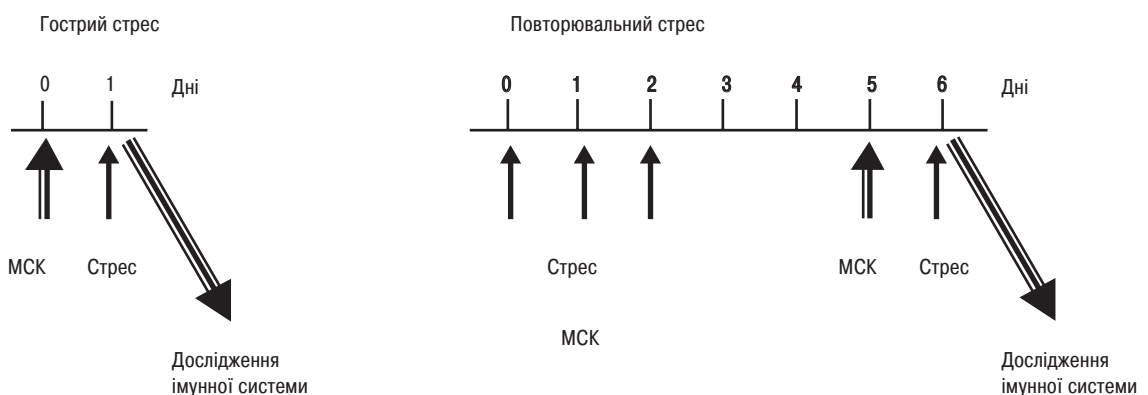 Гострий стрес
0 1 Дні
МСК Стрес
Дослідження
імунної системи
Повторювальний стрес
0 1 2 3 4 5 6 Дні
Стрес МСК Стрес
МСК
Дослідження
імунної системи